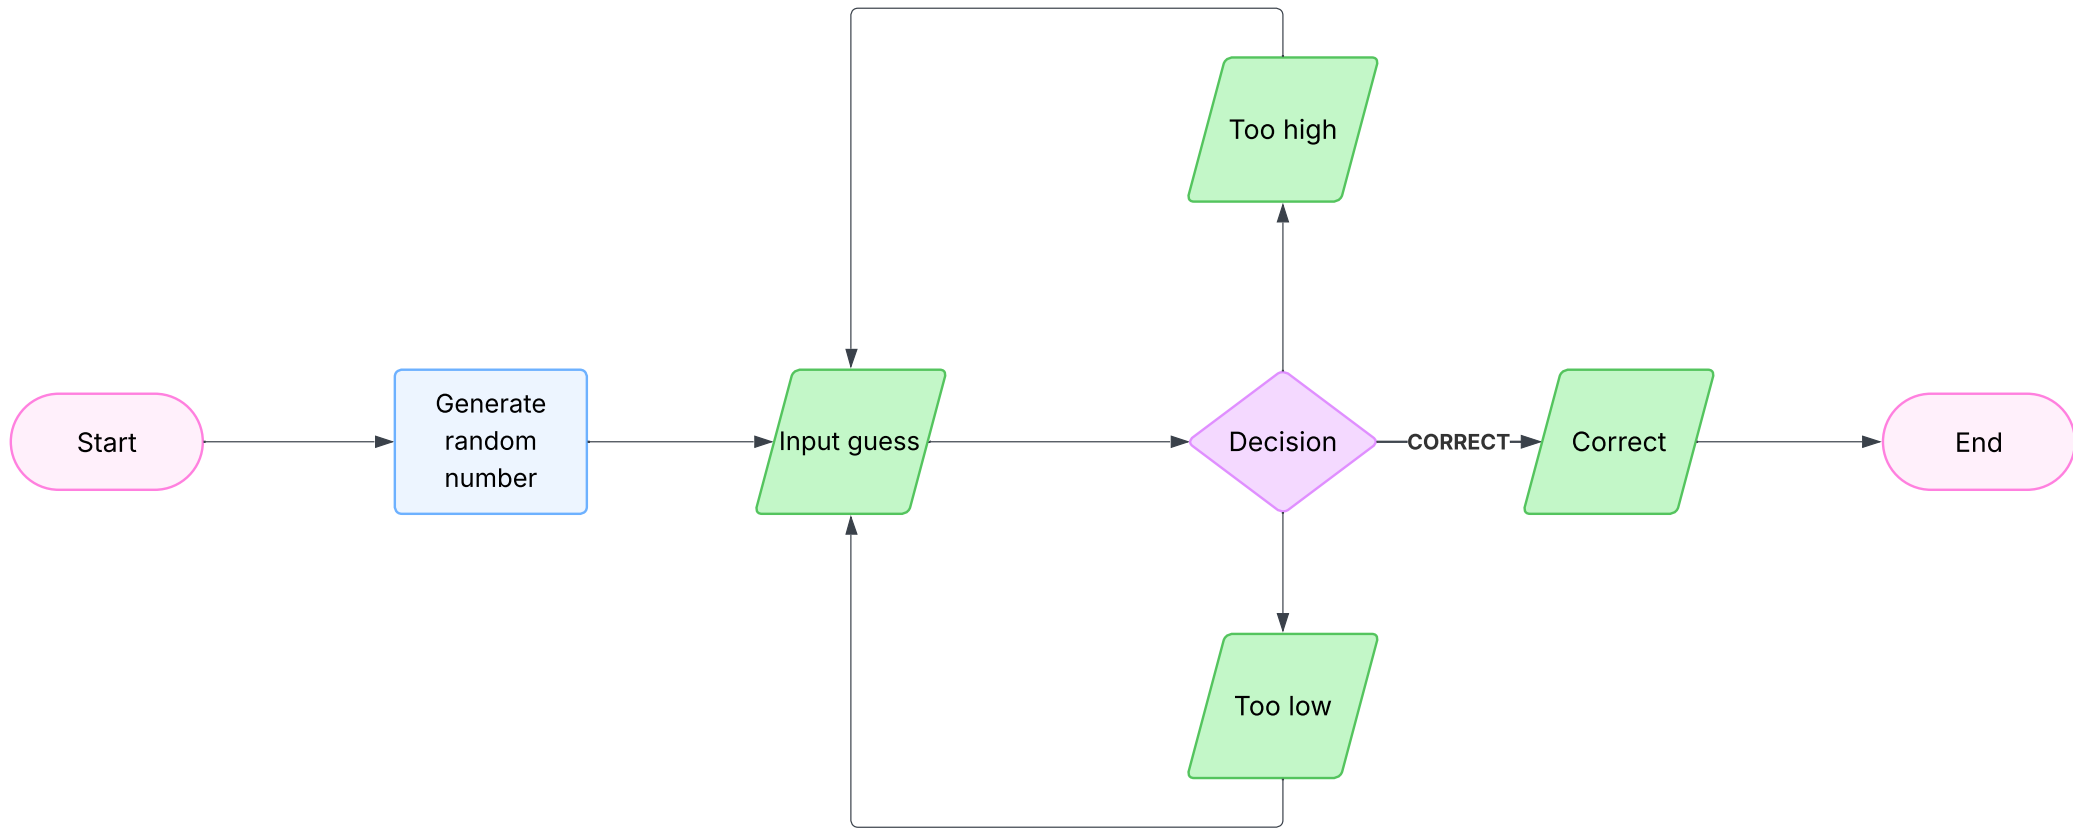 Too high
Start
Generate
random
number
Input guess
Decision
CORRECT
Correct
End
Too low